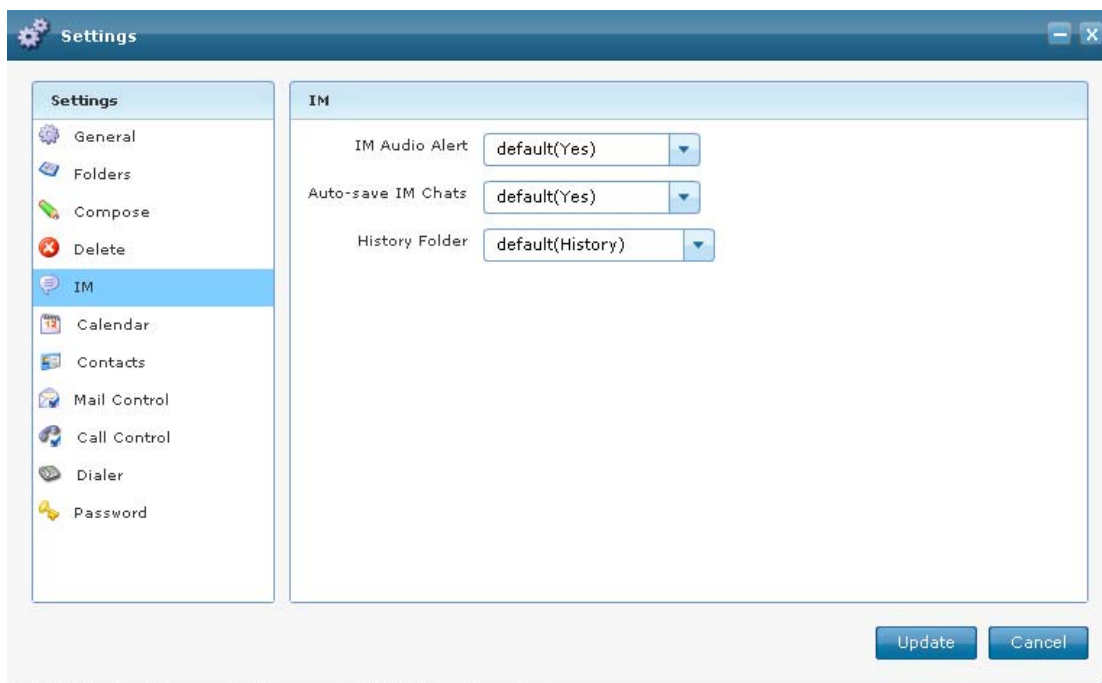 Settings
X
Settings
General
Folders
Compose
Delete
IM
Calendar
Contacts
Mail Control
Call Control
Dialer
Password
IM
IM Audio Alert default(Yes)
Auto-save IM Chats default(Yes)
History Folder default(History)
Update Cancel